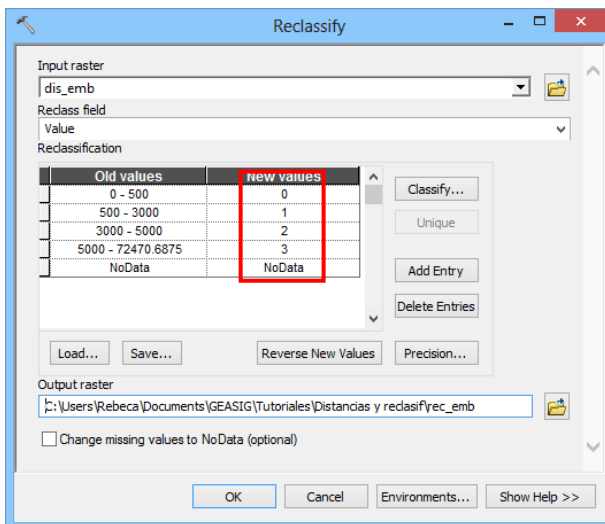 Reclassify
Input raster
dis_emb
Reclass field
Value
Reclassification
Old values New values
0 - 500 0
500 - 3000 1
3000 - 5000 2
5000 - 72470.6875 3
NoData NoData
Classify...
Unique
Add Entry
Delete Entries
Load... Save... Reverse New Values Precision...
Output raster
C:\Users\Rebeca\Documents\GEASIG\Tutoriales\Distancias y reclasif\rec_emb
Change missing values to NoData (optional)
OK Cancel Environments... Show Help >>